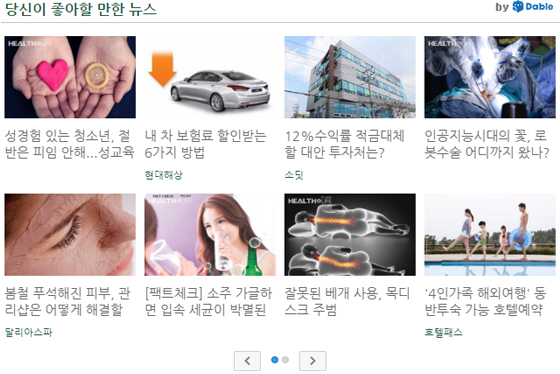 당신이 좋아할 만한 뉴스
by Dable
HEALTH LIFE
성경험 있는 청소년, 절
반은 피임 안해...성교육
내 차 보험료 할인받는
6가지 방법
현대해상
12%수익률 적금대체
할 대안 투자처는?
소딧
HEALTH LIFE
인공지능시대의 꽃, 로
봇수술 어디까지 왔나?
봄철 푸석해진 피부, 관
리샵은 어떻게 해결할
달리아스파
FACT CHECK
HEALTH LIFE
[팩트체크] 소주 가글하
면 입속 세균이 박멸된
HEALTH LIFE
잘못된 베개 사용, 목디
스크 주범
'4인가족 해외여행' 동
반투숙 가능 호텔예약
호텔패스